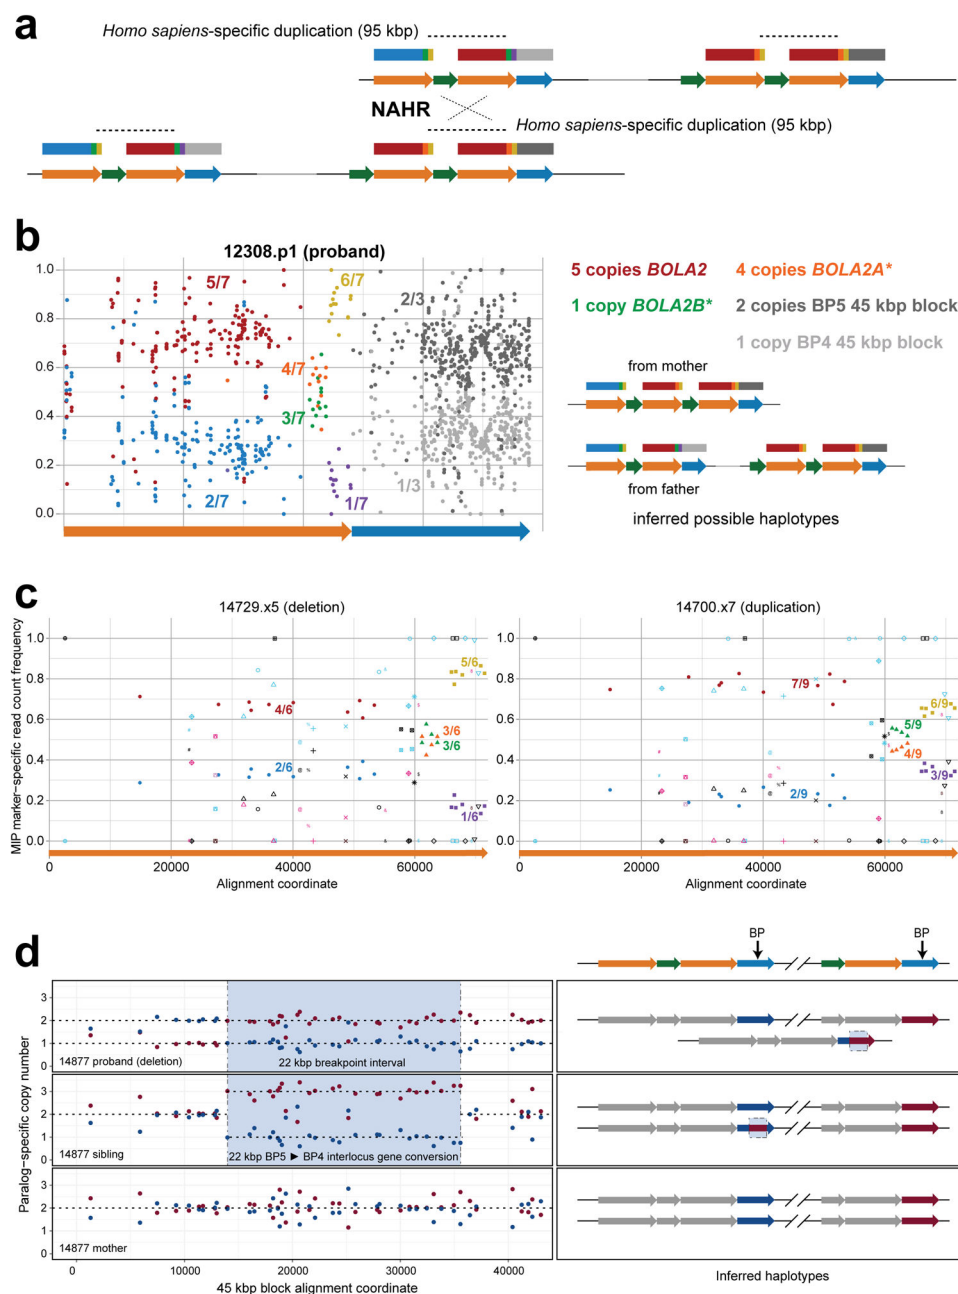 a
Homo sapiens-specific duplication (95 kbp)
NAHR
Homo sapiens-specific duplication (95 kbp)
b
12308.p1 (proband)
1.0
0.8
0.6
0.4
0.2
0.0
5/7
6/7
2/3
4/7
3/7
2/7
1/7
1/3
5 copies BOLA2
4 copies BOLA2A*
1 copy BOLA2B*
2 copies BP5 45 kbp block
1 copy BP4 45 kbp block
from mother
from father
inferred possible haplotypes
c
14729.x5 (deletion)
14700.x7 (duplication)
MIP marker-specific read count frequency
1.0
0.8
0.6
0.4
0.2
0.0
5/6
4/6
3/6
3/6
2/6
1/6
7/9
6/9
5/9
4/9
3/9
2/9
0
20000
40000
60000
Alignment coordinate
0
20000
40000
60000
Alignment coordinate
d
BP
BP
Paralog-specific copy number
3
2
1
0
14877 proband (deletion)
22 kbp breakpoint interval
3
2
1
0
14877 sibling
22 kbp BP5 ► BP4 interlocus gene conversion
3
2
1
0
14877 mother
0
10000
20000
30000
40000
45 kbp block alignment coordinate
Inferred haplotypes